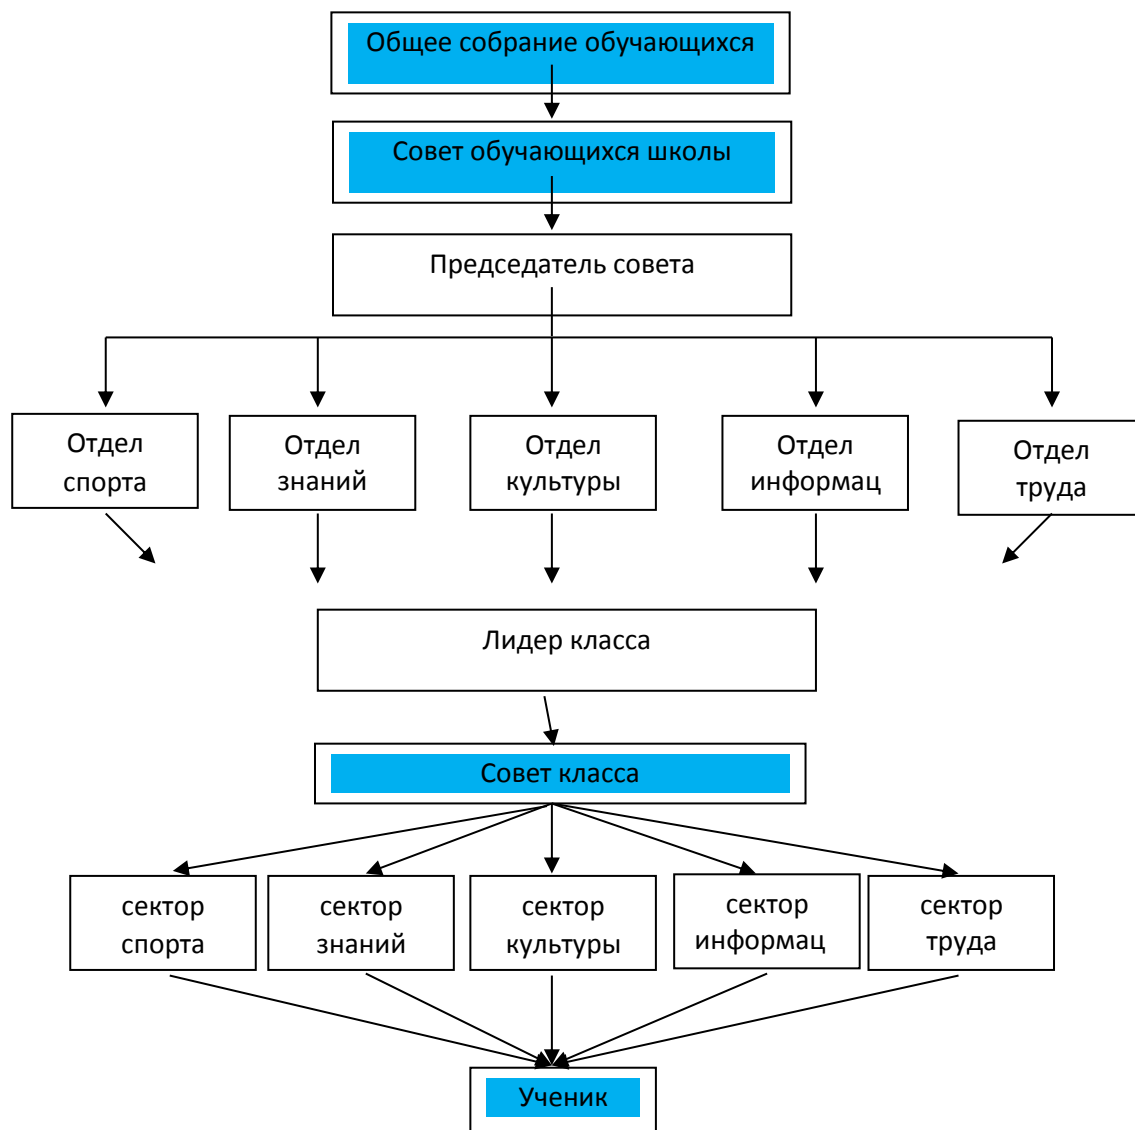 Общее собрание обучающихся
Совет обучающихся школы
Председатель совета
Отдел
спорта
Отдел
знаний
Отдел
культуры
Отдел
информац
Отдел
труда
Лидер класса
Совет класса
сектор
спорта
сектор
знаний
сектор
культуры
сектор
информац
сектор
труда
Ученик